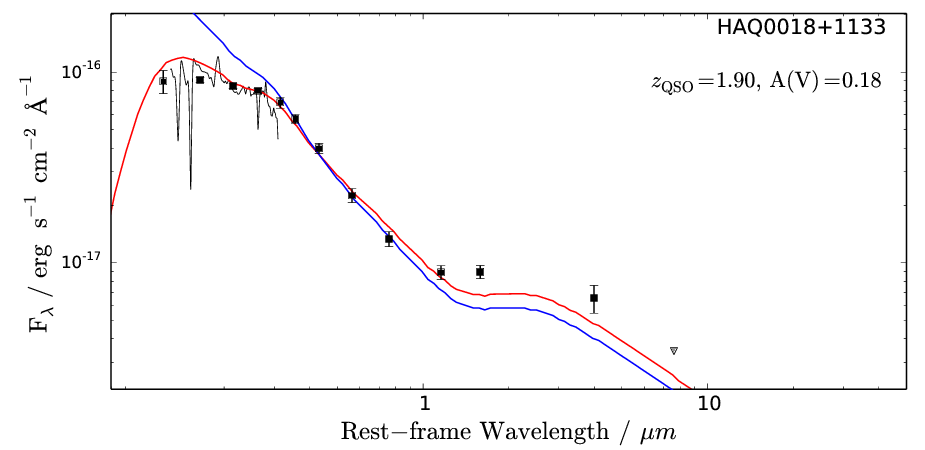 HAQ0018+1133
z_QSO=1.90, A(V)=0.18
10^-16
10^-17
F_λ / erg s^−1 cm^−2 Å^−1
1 10
Rest−frame Wavelength / μm